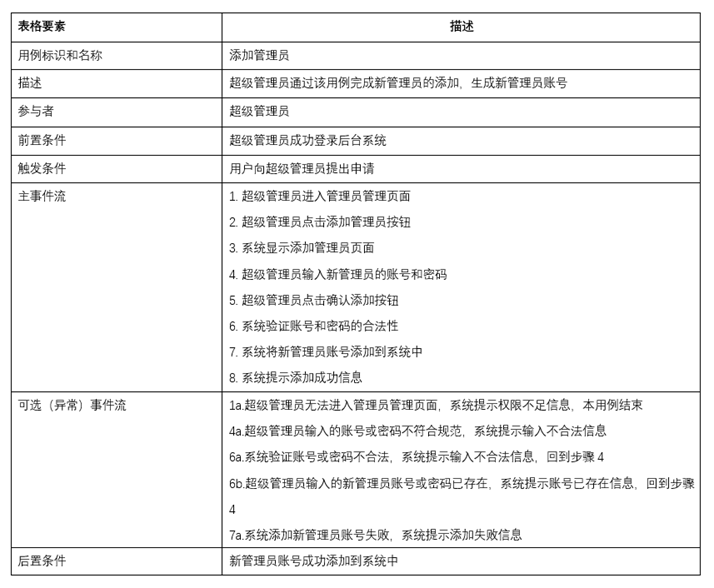 表格要素 描述
用例标识和名称 添加管理员
描述 超级管理员通过该用例完成新管理员的添加，生成新管理员账号
参与者 超级管理员
前置条件 超级管理员成功登录后台系统
触发条件 用户向超级管理员提出申请
主事件流 1. 超级管理员进入管理员管理页面
2. 超级管理员点击添加管理员按钮
3. 系统显示添加管理员页面
4. 超级管理员输入新管理员的账号和密码
5. 超级管理员点击确认添加按钮
6. 系统验证账号和密码的合法性
7. 系统将新管理员账号添加到系统中
8. 系统提示添加成功信息
可选（异常）事件流 1a.超级管理员无法进入管理员管理页面，系统提示权限不足信息，本用例结束
4a.超级管理员输入的账号或密码不符合规范，系统提示输入不合法信息
6a.系统验证账号或密码不合法，系统提示输入不合法信息，回到步骤 4
6b.超级管理员输入的新管理员账号或密码已存在，系统提示账号已存在信息，回到步骤
4
7a.系统添加新管理员账号失败，系统提示添加失败信息
后置条件 新管理员账号成功添加到系统中